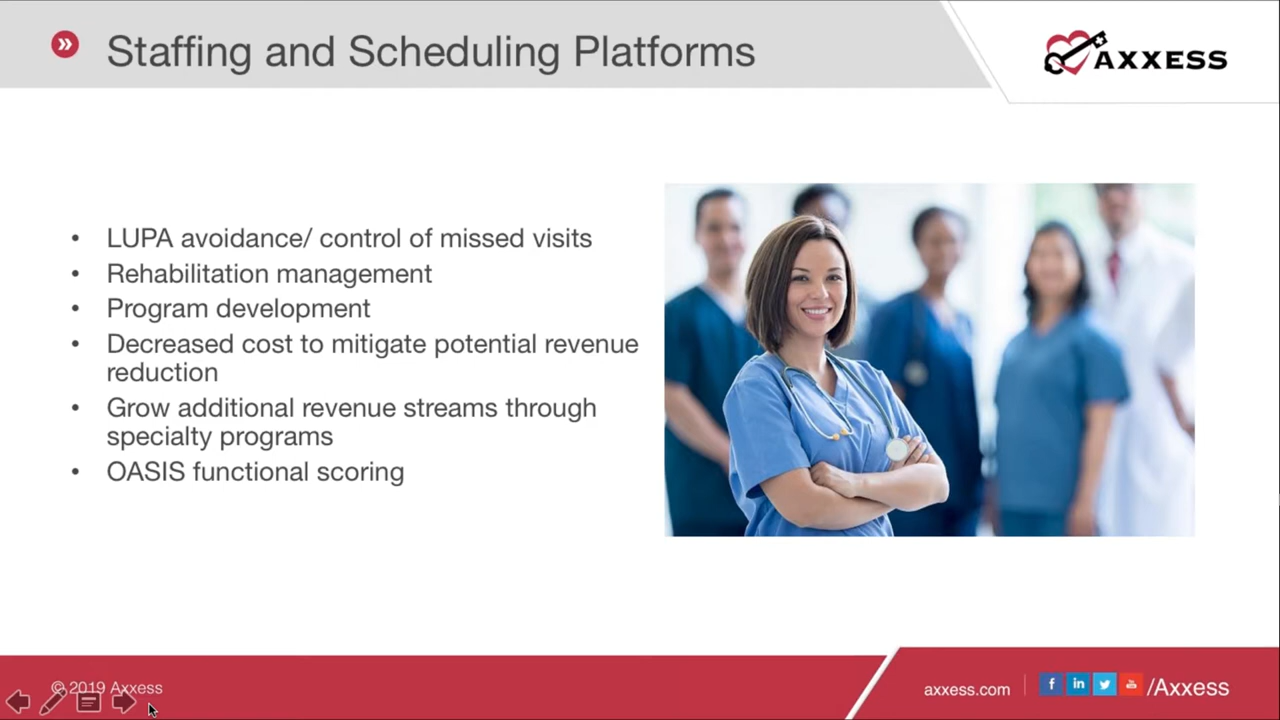 Staffing and Scheduling Platforms
AXXESS
• LUPA avoidance/ control of missed visits
• Rehabilitation management
• Program development
• Decreased cost to mitigate potential revenue
reduction
• Grow additional revenue streams through
specialty programs
• OASIS functional scoring
© 2019 Axxess
axxess.com
/Axxess